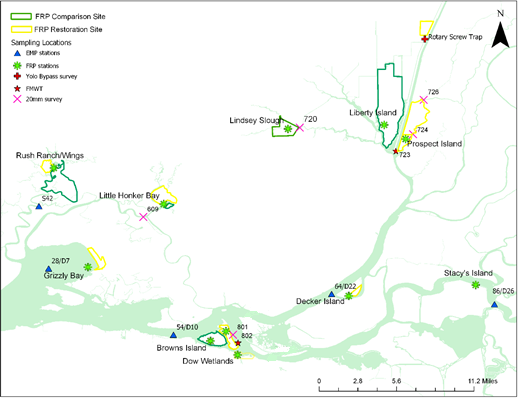 FRP Comparison Site
FRP Restoration Site
Sampling Locations
EMP stations
FRP stations
Yolo Bypass survey
FMWT
20mm survey
N
Rotary Screw Trap
726
Liberty Island
720
Lindsey Slough
724
Prospect Island
723
Rush Ranch/Wings
Little Honker Bay
S42
609
28/D7
Grizzly Bay
Stacy's Island
64/D22
86/D26
Decker Island
54/D10
801
802
Browns Island
Dow Wetlands
0 2.8 5.6 11.2 Miles